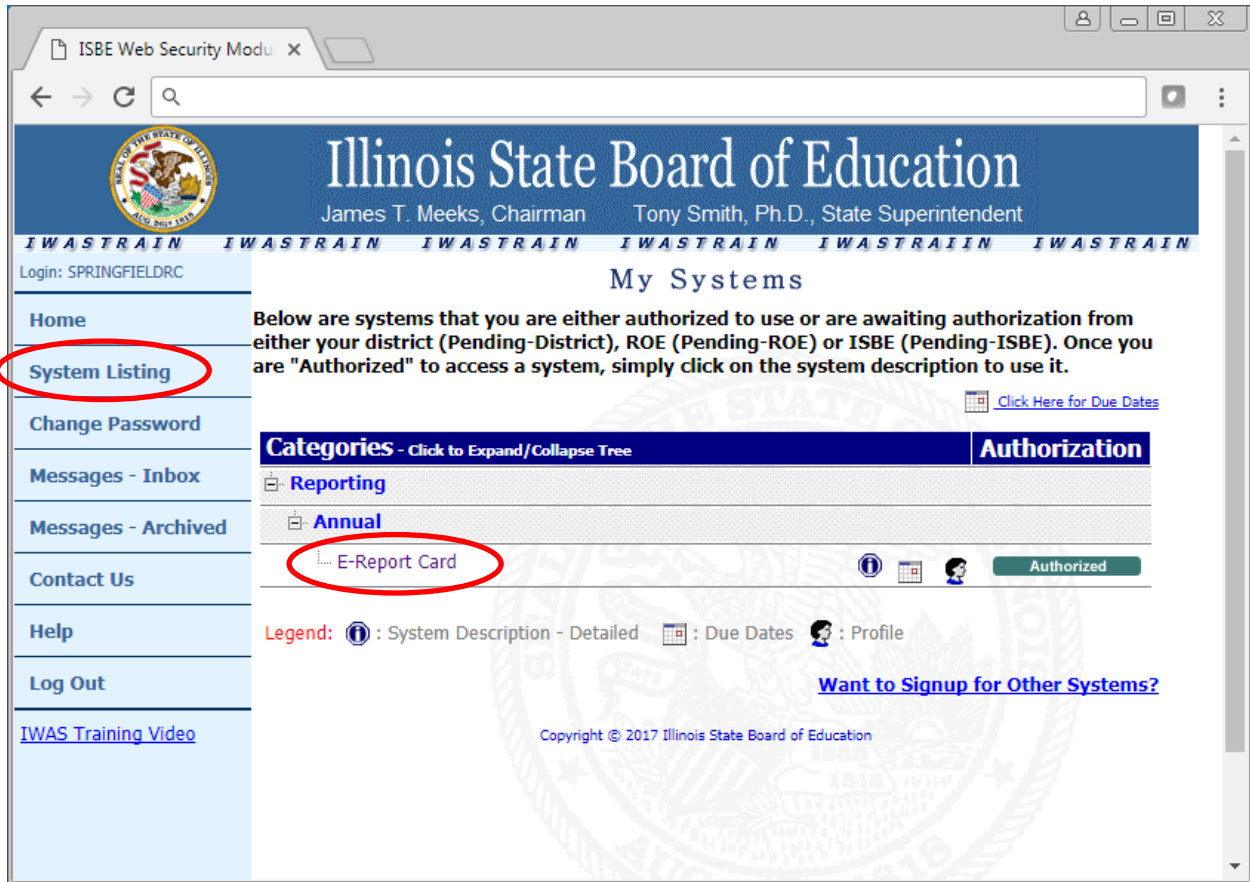 ISBE Web Security Modu
Illinois State Board of Education
James T. Meeks, Chairman Tony Smith, Ph.D., State Superintendent
IWASTRAIN IWASTRAIN IWASTRAIN IWASTRAIN IWASTRAIIN IWASTRAIN
Login: SPRINGFIELDRC
My Systems
Home
System Listing
Change Password
Messages - Inbox
Messages - Archived
Contact Us
Help
Log Out
IWAS Training Video
Below are systems that you are either authorized to use or are awaiting authorization from
either your district (Pending-District), ROE (Pending-ROE) or ISBE (Pending-ISBE). Once you
are "Authorized" to access a system, simply click on the system description to use it.
Click Here for Due Dates
Categories - Click to Expand/Collapse Tree Authorization
Reporting
Annual
E-Report Card Authorized
Legend: : System Description - Detailed : Due Dates : Profile
Want to Signup for Other Systems?
Copyright © 2017 Illinois State Board of Education